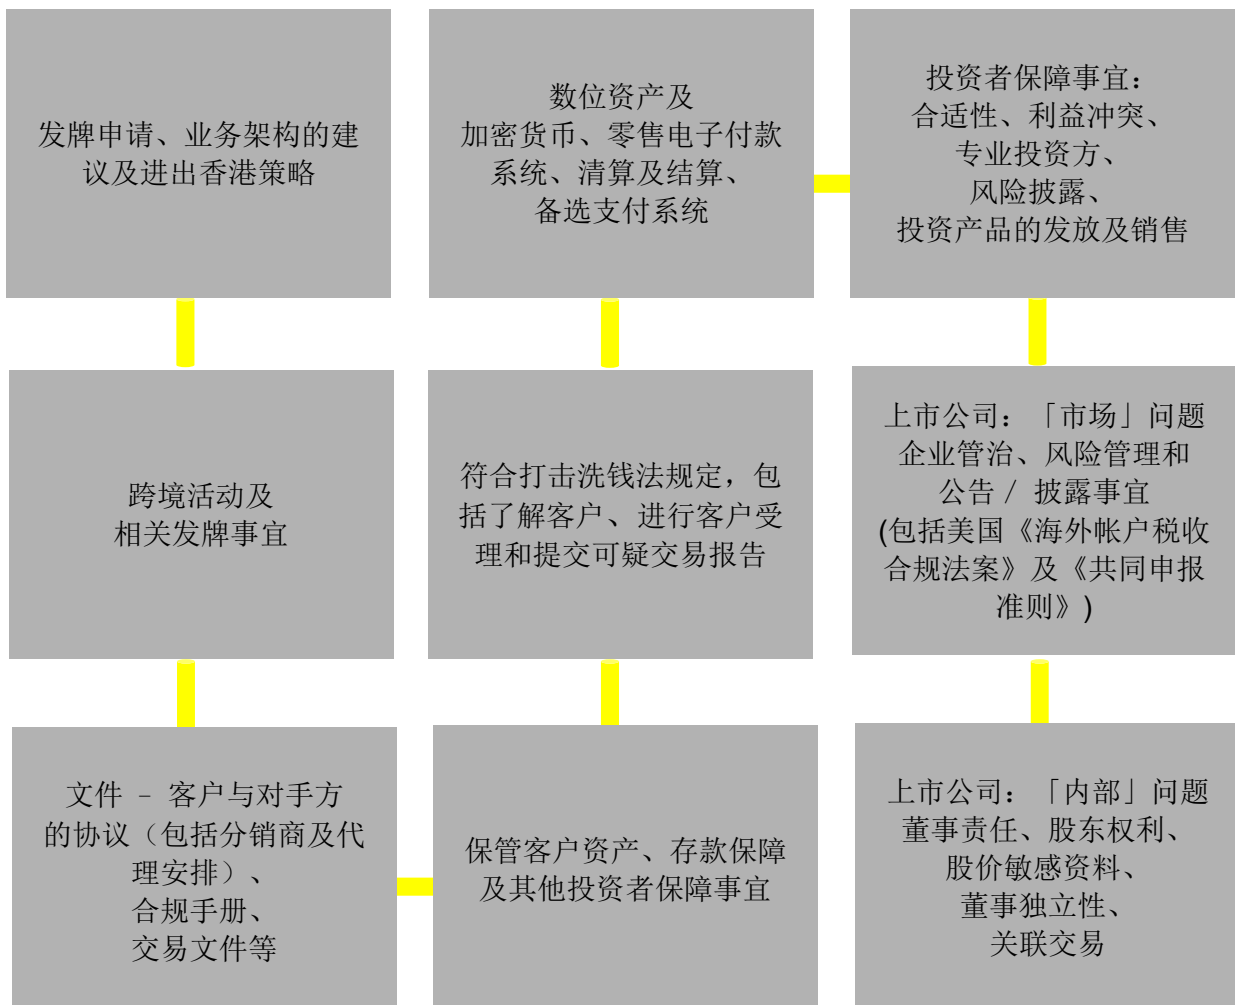 发牌申请、业务架构的建
议及进出香港策略
跨境活动及
相关发牌事宜
文件 – 客户与对手方
的协议（包括分销商及代
理安排）、
合规手册、
交易文件等
保管客户资产、存款保障
及其他投资者保障事宜
符合打击洗钱法规定，包
括了解客户、进行客户受
理和提交可疑交易报告
数位资产及
加密货币、零售电子付款
系统、清算及结算、
备选支付系统
投资者保障事宜：
合适性、利益冲突、
专业投资方、
风险披露、
投资产品的发放及销售
上市公司：「市场」问题
企业管治、风险管理和
公告 / 披露事宜
(包括美国《海外帐户税收
合规法案》及《共同申报
准则》)
上市公司：「内部」问题
董事责任、股东权利、
股价敏感资料、
董事独立性、
关联交易